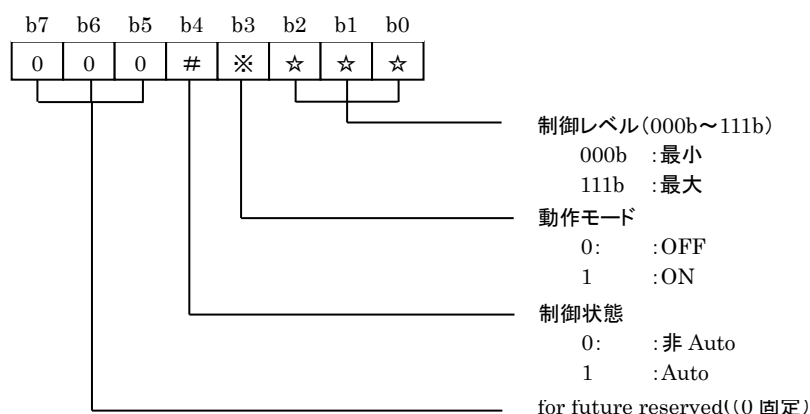 b7 b6 b5 b4 b3 b2 b1 b0
0 0 0 # ※ ☆ ☆ ☆
制御レベル(000b~111b)
000b :最小
111b :最大
動作モード
0: :OFF
1 :ON
制御状態
0: :非 Auto
1 :Auto
for future reserved((0 固定)